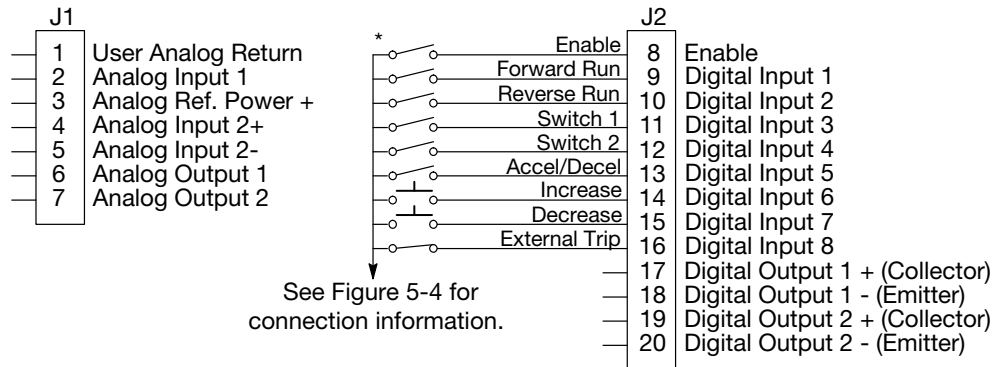 J1
1 User Analog Return
2 Analog Input 1
3 Analog Ref. Power +
4 Analog Input 2+
5 Analog Input 2-
6 Analog Output 1
7 Analog Output 2
*
J2
Enable 8 Enable
Forward Run 9 Digital Input 1
Reverse Run 10 Digital Input 2
Switch 1 11 Digital Input 3
Switch 2 12 Digital Input 4
Accel/Decel 13 Digital Input 5
Increase 14 Digital Input 6
Decrease 15 Digital Input 7
External Trip 16 Digital Input 8
17 Digital Output 1 + (Collector)
18 Digital Output 1 - (Emitter)
19 Digital Output 2 + (Collector)
20 Digital Output 2 - (Emitter)
See Figure 5-4 for
connection information.